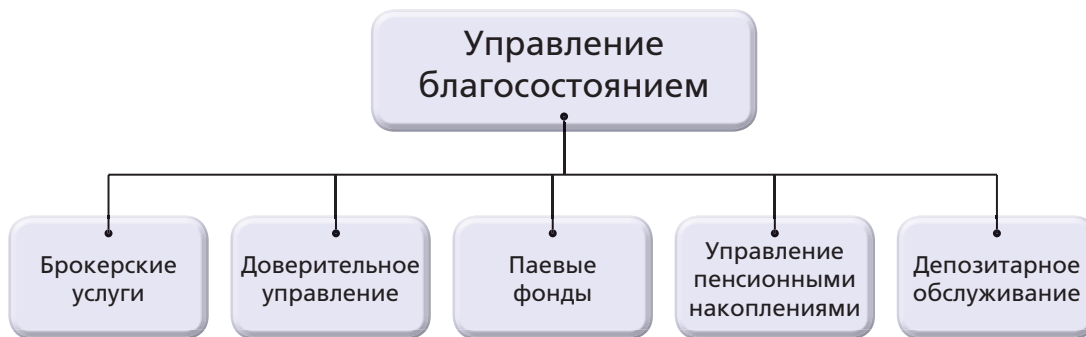 Управление
благосостоянием
Брокерские
услуги
Доверительное
управление
Паевые
фонды
Управление
пенсионными
накоплениями
Депозитарное
обслуживание